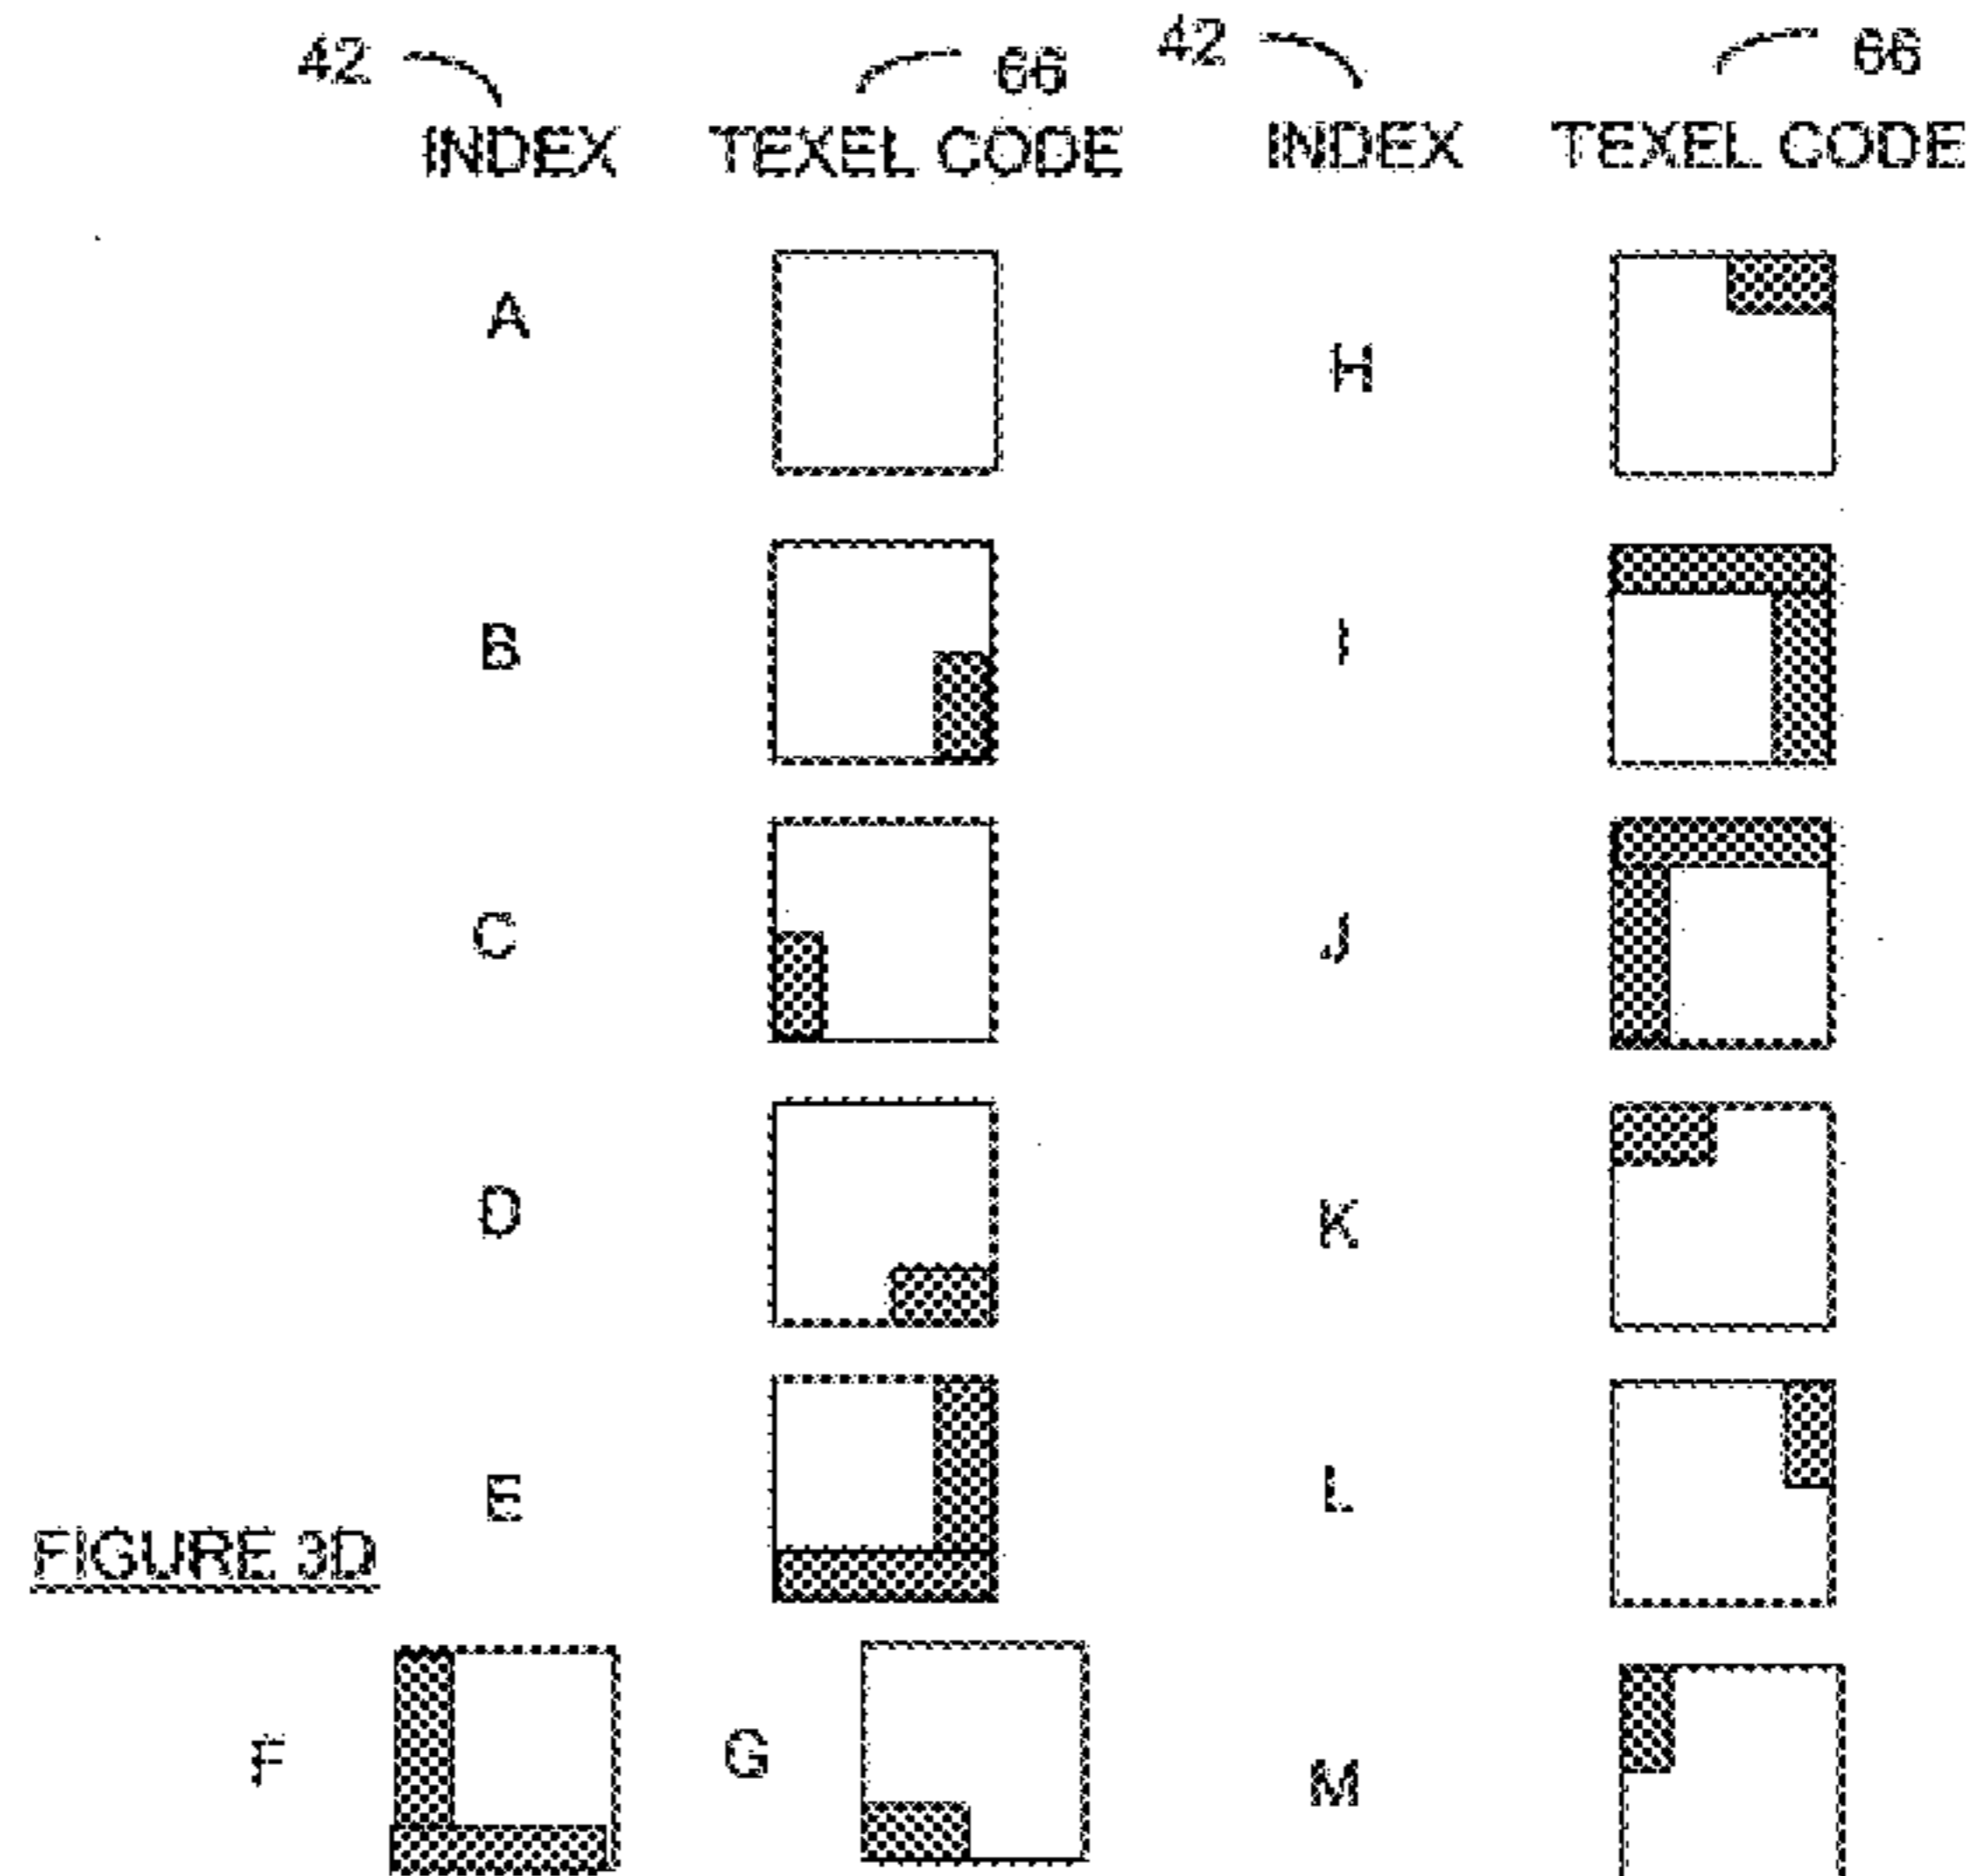 42 66 42 66
INDEX TEXEL CODE INDEX TEXEL CODE
A H
B I
C J
D K
E L
FIGURE 3D
F G M